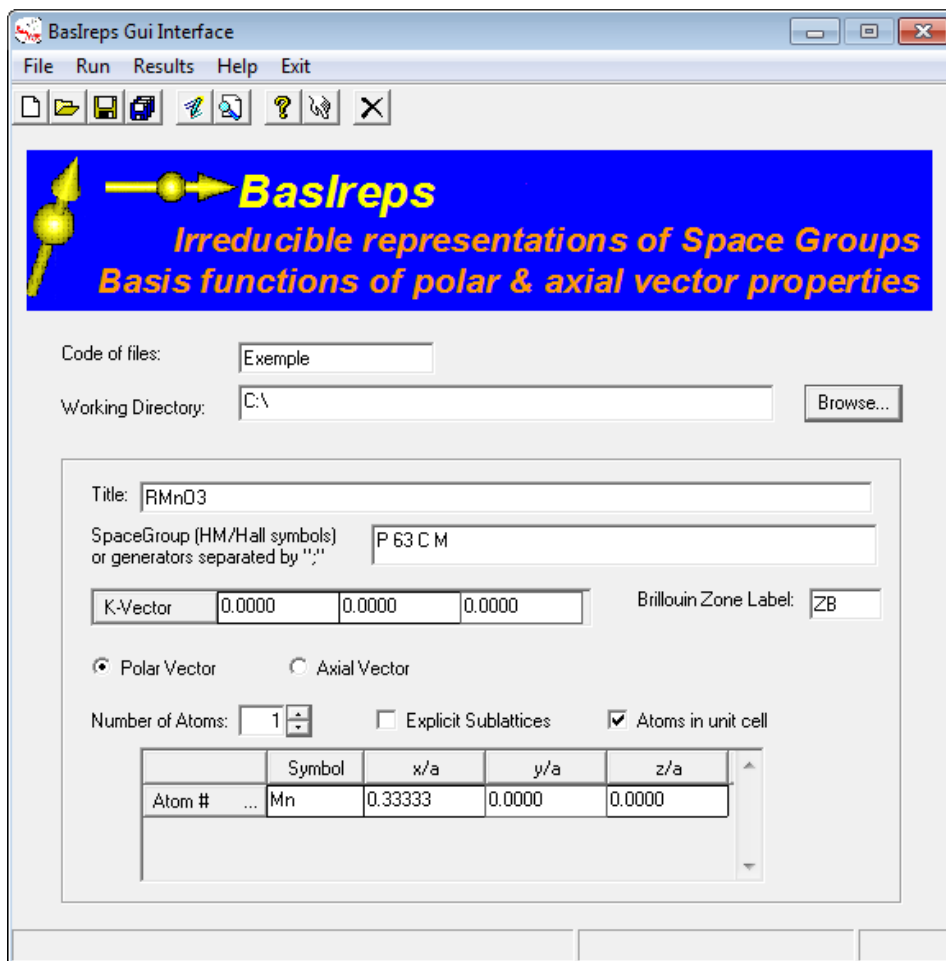 BasIreps Gui Interface
File Run Results Help Exit
BasIreps
Irreducible representations of Space Groups
Basis functions of polar & axial vector properties
Code of files: Exemple
Working Directory: C:\ Browse...
Title: RMnO3
SpaceGroup (HM/Hall symbols) P 63 C M
or generators separated by ";"
K-Vector 0.0000 0.0000 0.0000 Brillouin Zone Label: ZB
Polar Vector Axial Vector
Number of Atoms: 1 Explicit Sublattices Atoms in unit cell
Symbol x/a y/a z/a
Atom # ... Mn 0.33333 0.0000 0.0000